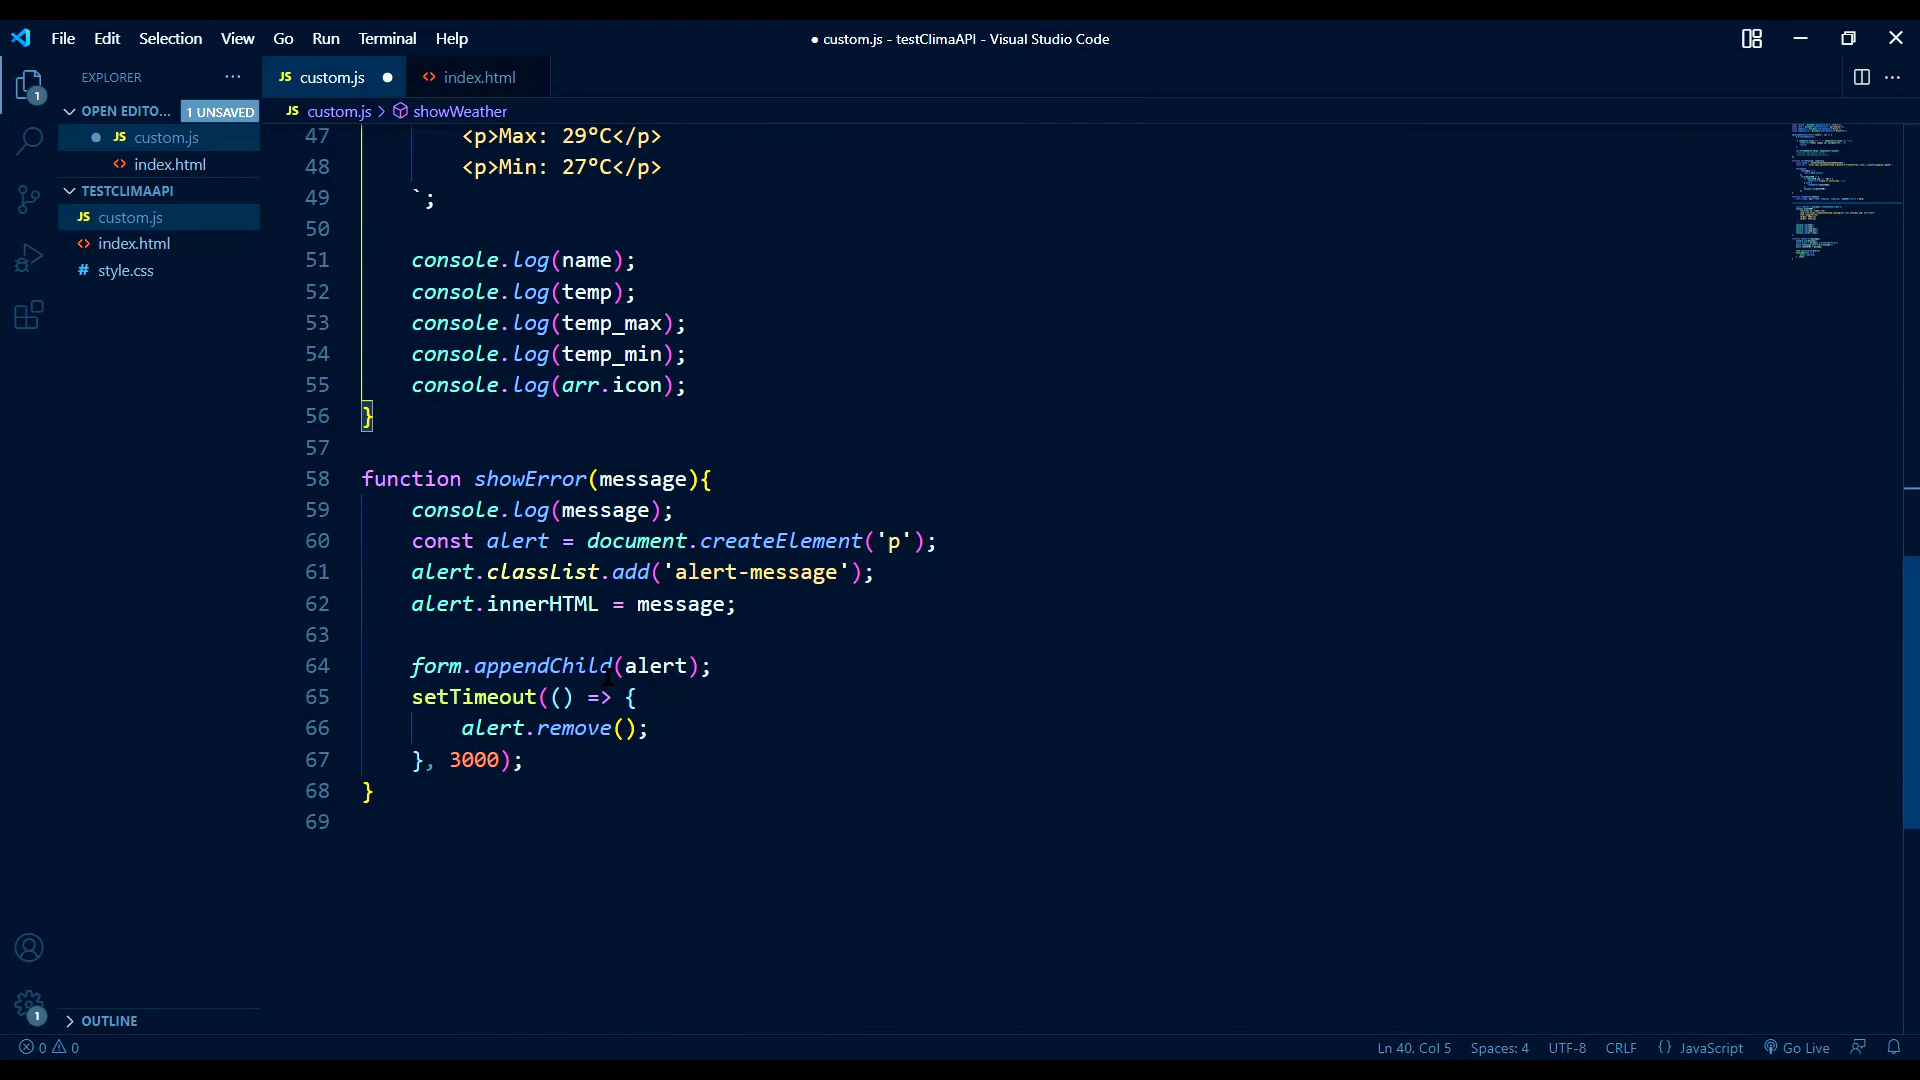 File Edit Selection View Go Run Terminal Help
● custom.js - testClimaAPI - Visual Studio Code
EXPLORER
JS custom.js
<> index.html
OPEN EDITO... 1 UNSAVED
JS custom.js > showWeather
JS custom.js
<> index.html
TESTCLIMAAPI
JS custom.js
<> index.html
# style.css
OUTLINE
1
1
47 <p>Max: 29ºC</p>
48 <p>Min: 27ºC</p>
49 `;
50
51 console.log(name);
52 console.log(temp);
53 console.log(temp_max);
54 console.log(temp_min);
55 console.log(arr.icon);
56 }
57
58 function showError(message){
59 console.log(message);
60 const alert = document.createElement('p');
61 alert.classList.add('alert-message');
62 alert.innerHTML = message;
63
64 form.appendChild(alert);
65 setTimeout(() => {
66 alert.remove();
67 }, 3000);
68 }
69
0 0
Ln 40, Col 5 Spaces: 4 UTF-8 CRLF {} JavaScript Go Live